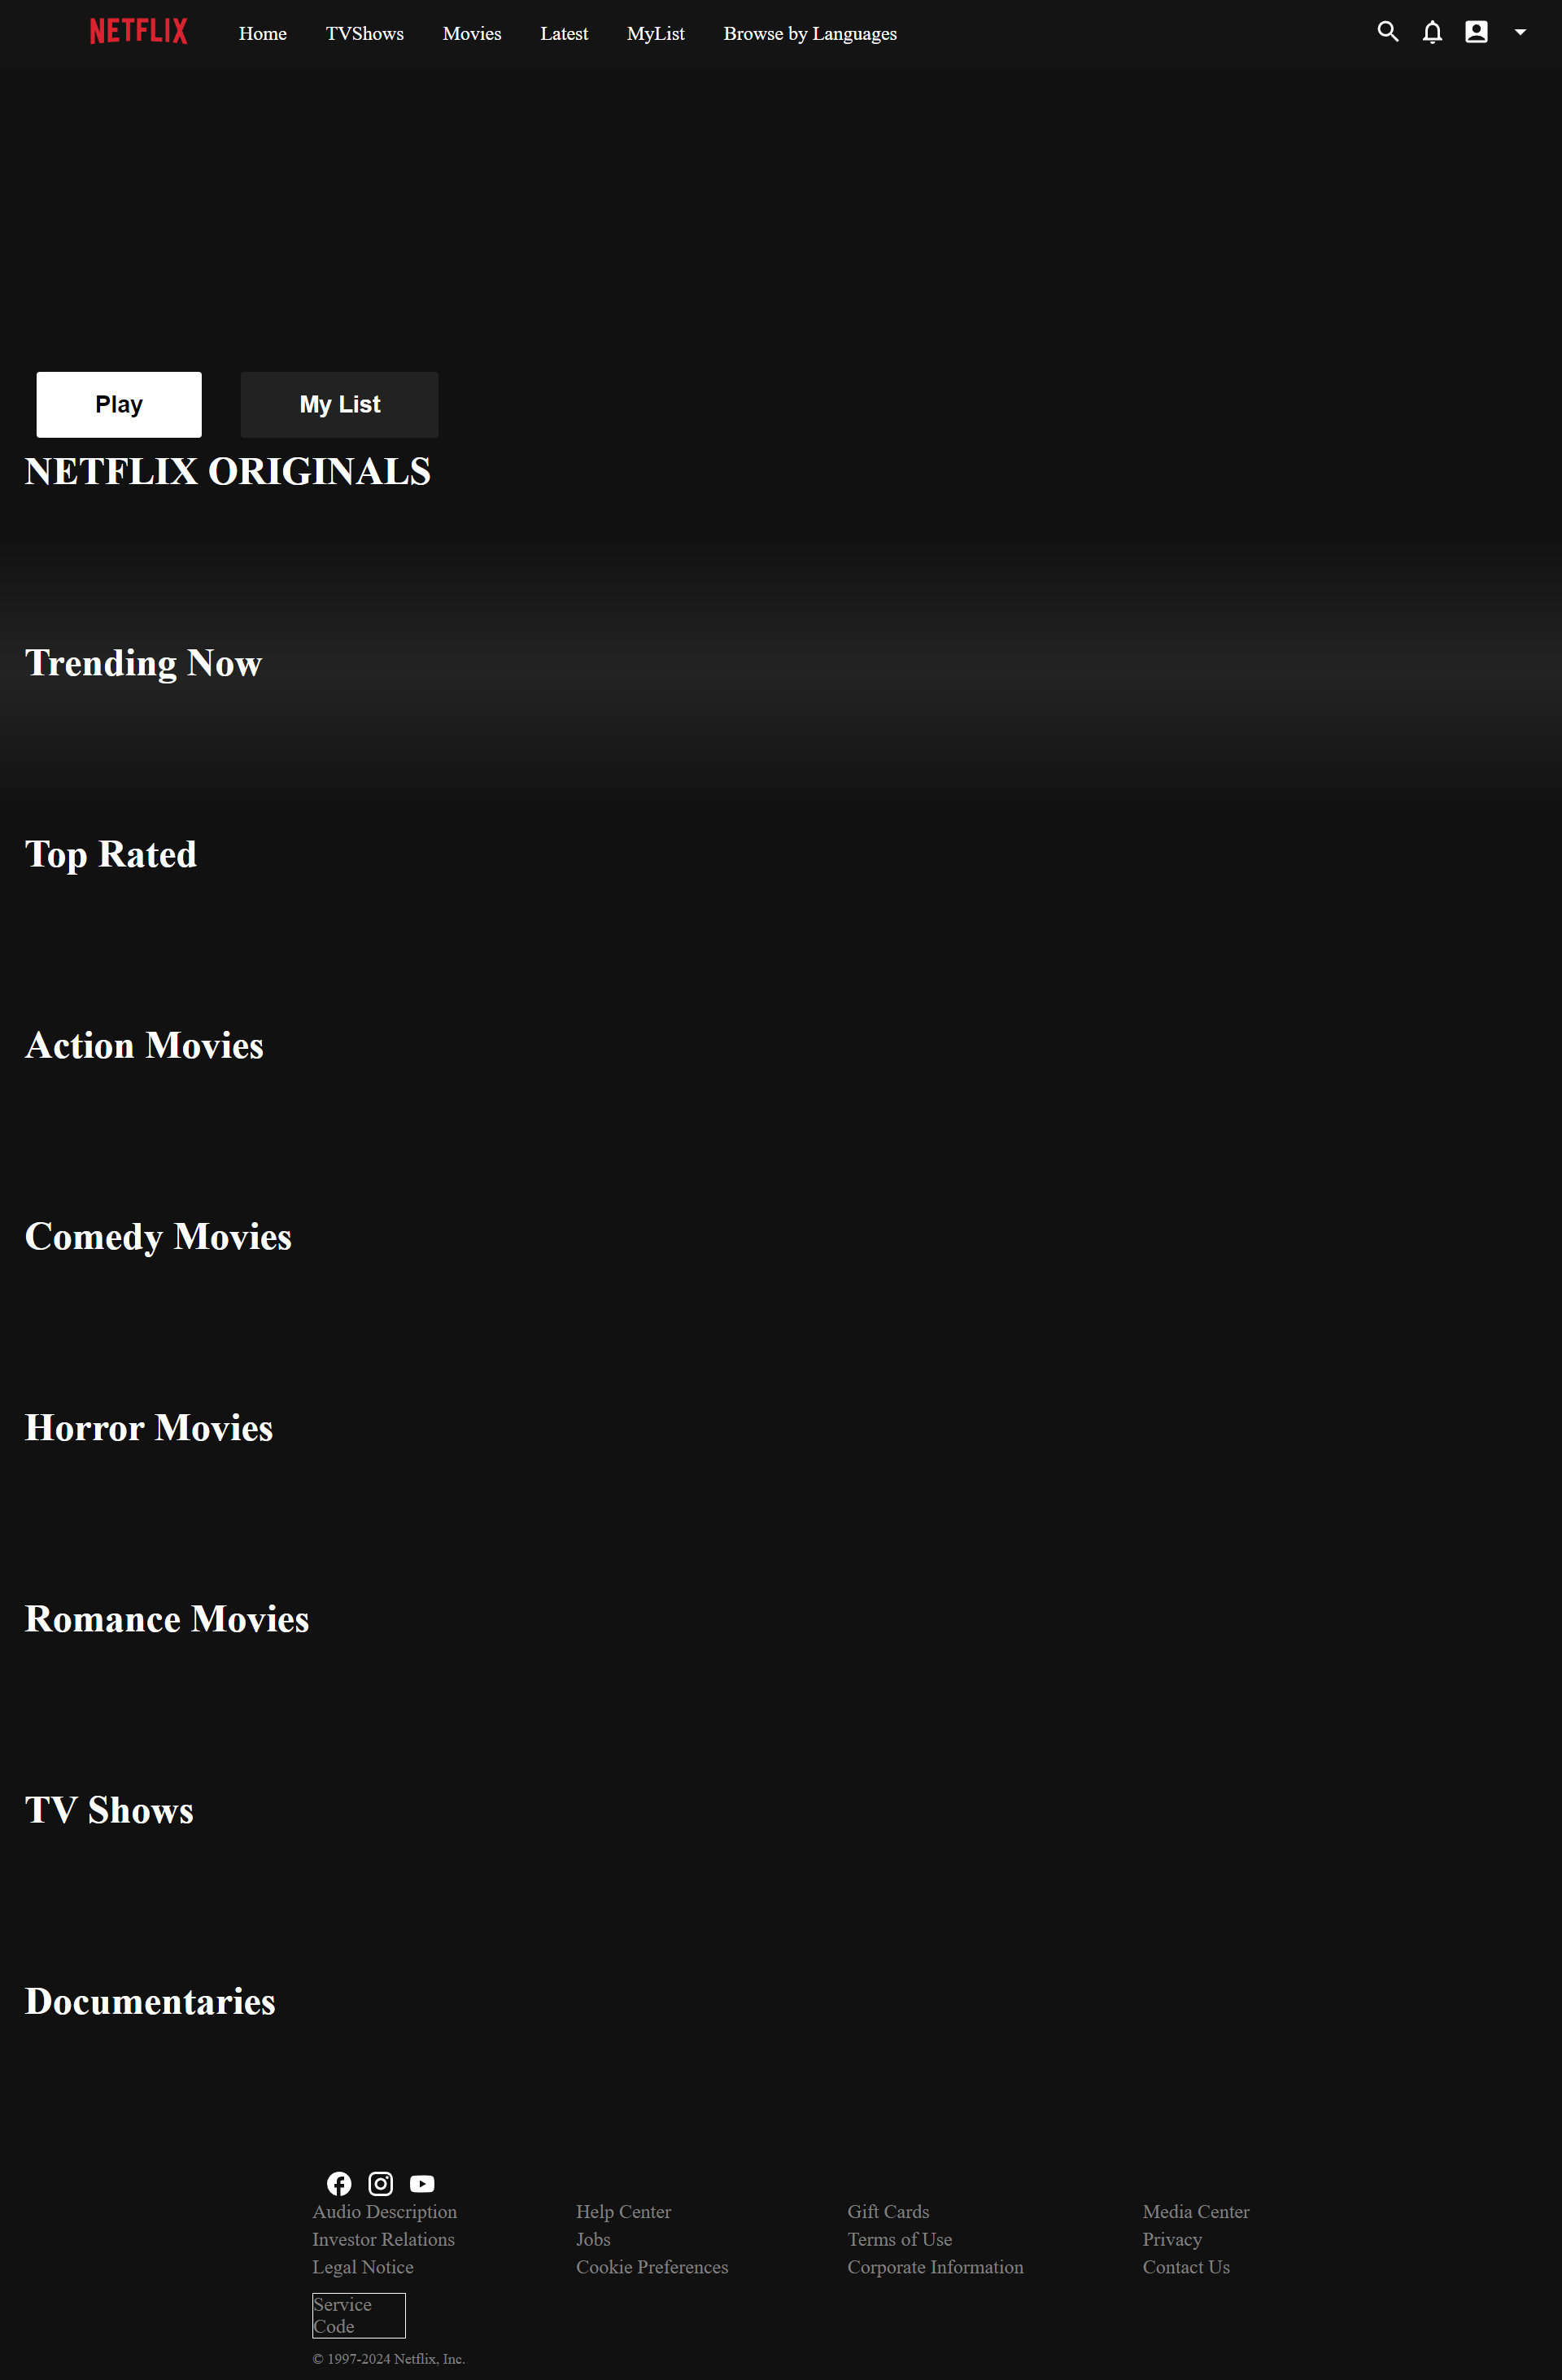 NETFLIX Home TVShows Movies Latest MyList Browse by Languages
Play My List
NETFLIX ORIGINALS
Trending Now
Top Rated
Action Movies
Comedy Movies
Horror Movies
Romance Movies
TV Shows
Documentaries
Audio Description Help Center Gift Cards Media Center
Investor Relations Jobs Terms of Use Privacy
Legal Notice Cookie Preferences Corporate Information Contact Us
Service
Code
© 1997-2024 Netflix, Inc.